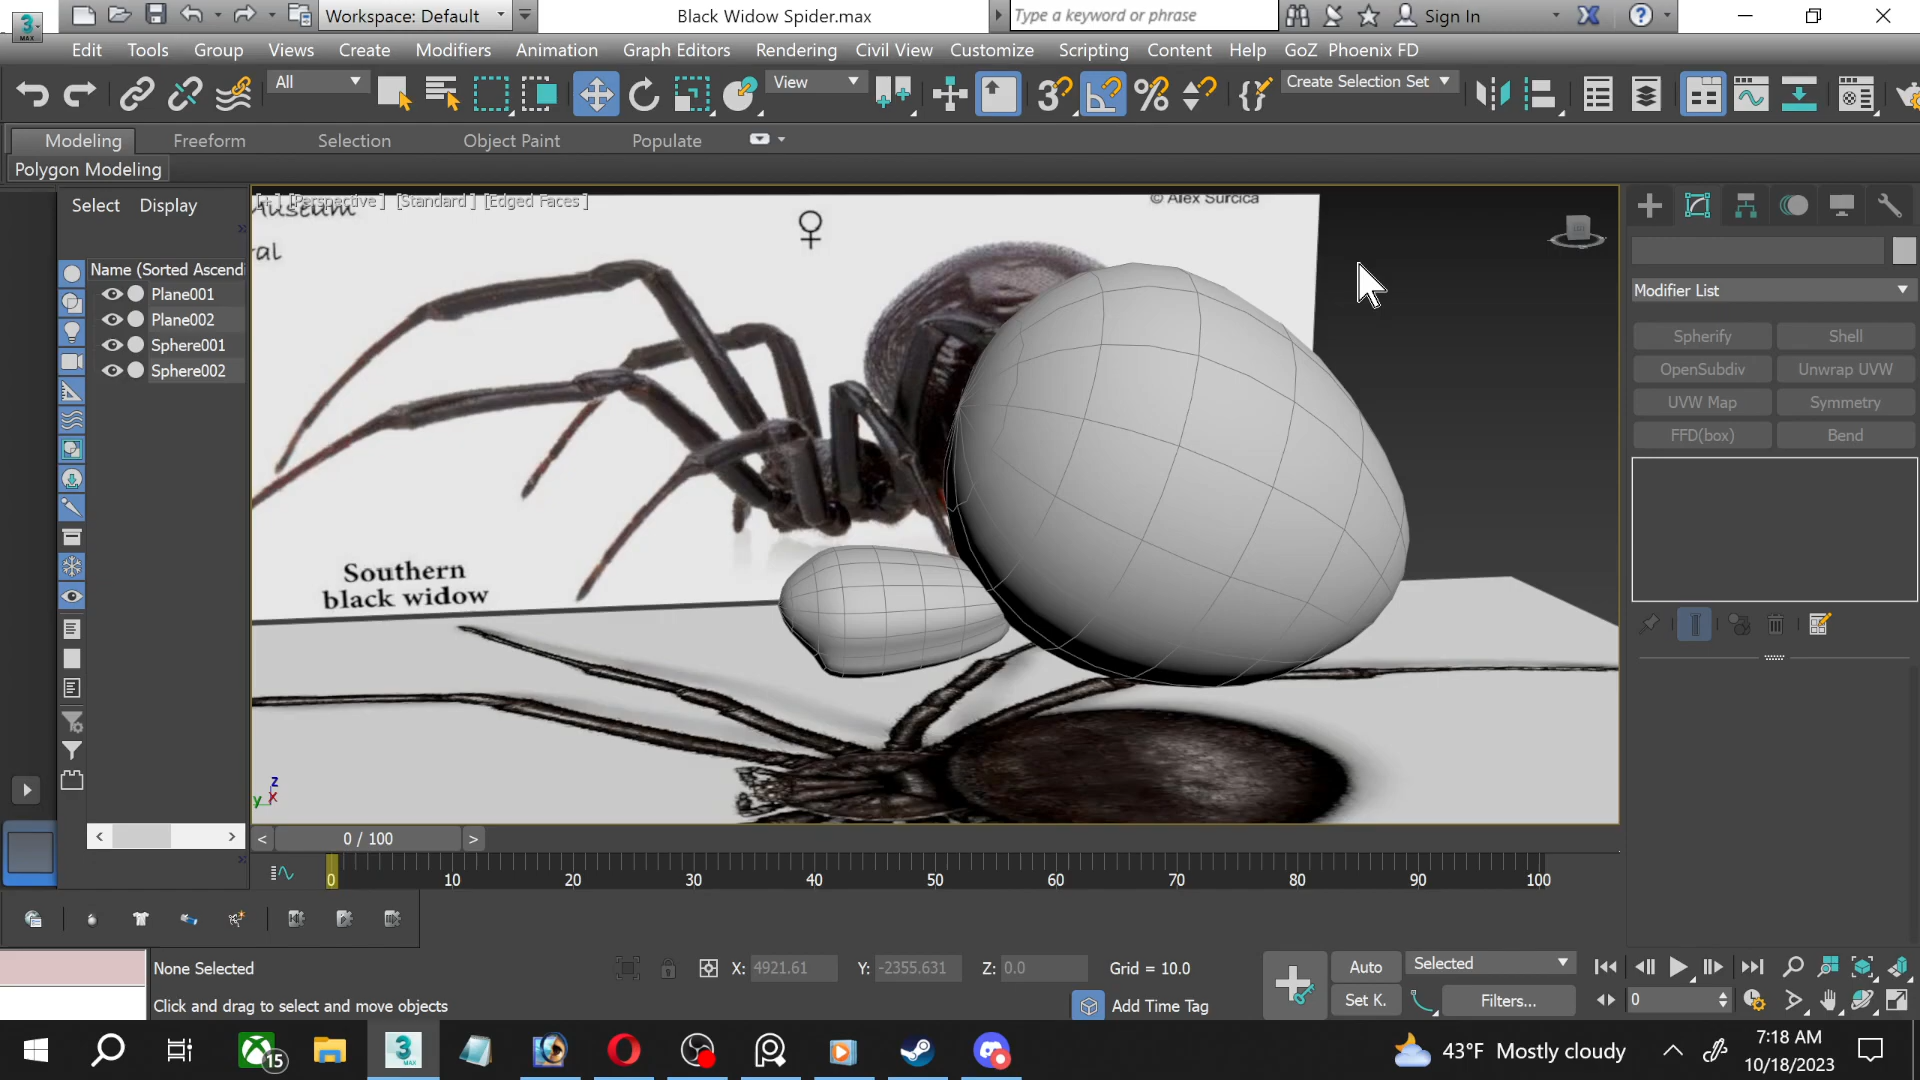 Workspace: Default
Black Widow Spider.max
Type a keyword or phrase
Sign In
Edit Tools Group Views Create Modifiers Animation Graph Editors Rendering Civil View Customize Scripting Content Help GoZ Phoenix FD
All
View
Create Selection Set
Modeling Freeform Selection Object Paint Populate
Polygon Modeling
Select Display
Name (Sorted Ascendi
Plane001
Plane002
Sphere001
Sphere002
[+] [Perspective] [Standard] [Edged Faces]
ral
♀
© Alex Surcica
Southern
black widow
z
y x
Modifier List
Spherify Shell
OpenSubdiv Unwrap UVW
UVW Map Symmetry
FFD(box) Bend
< 0 / 100 >
0 10 20 30 40 50 60 70 80 90 100
None Selected
X: 4921.61 Y: -2355.631 Z: 0.0 Grid = 10.0
Click and drag to select and move objects
Add Time Tag
Auto Selected
Set K. Filters...
0
15
43°F Mostly cloudy
7:18 AM
10/18/2023